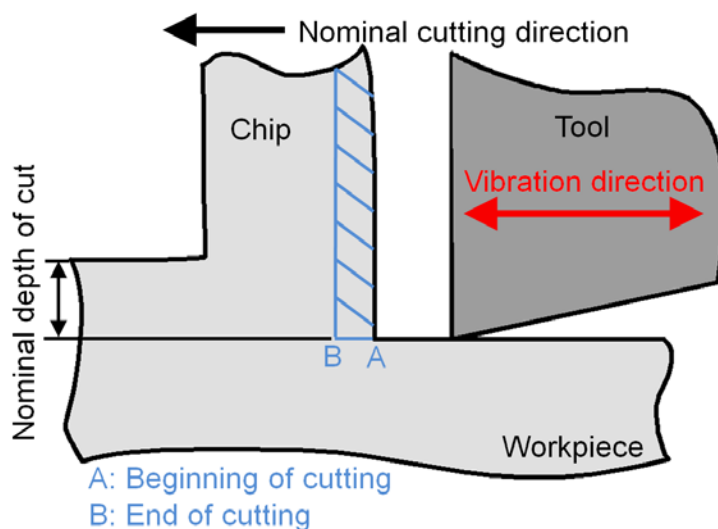 Nominal cutting direction
Chip
Tool
Vibration direction
Nominal depth of cut
B
A
Workpiece
A: Beginning of cutting
B: End of cutting